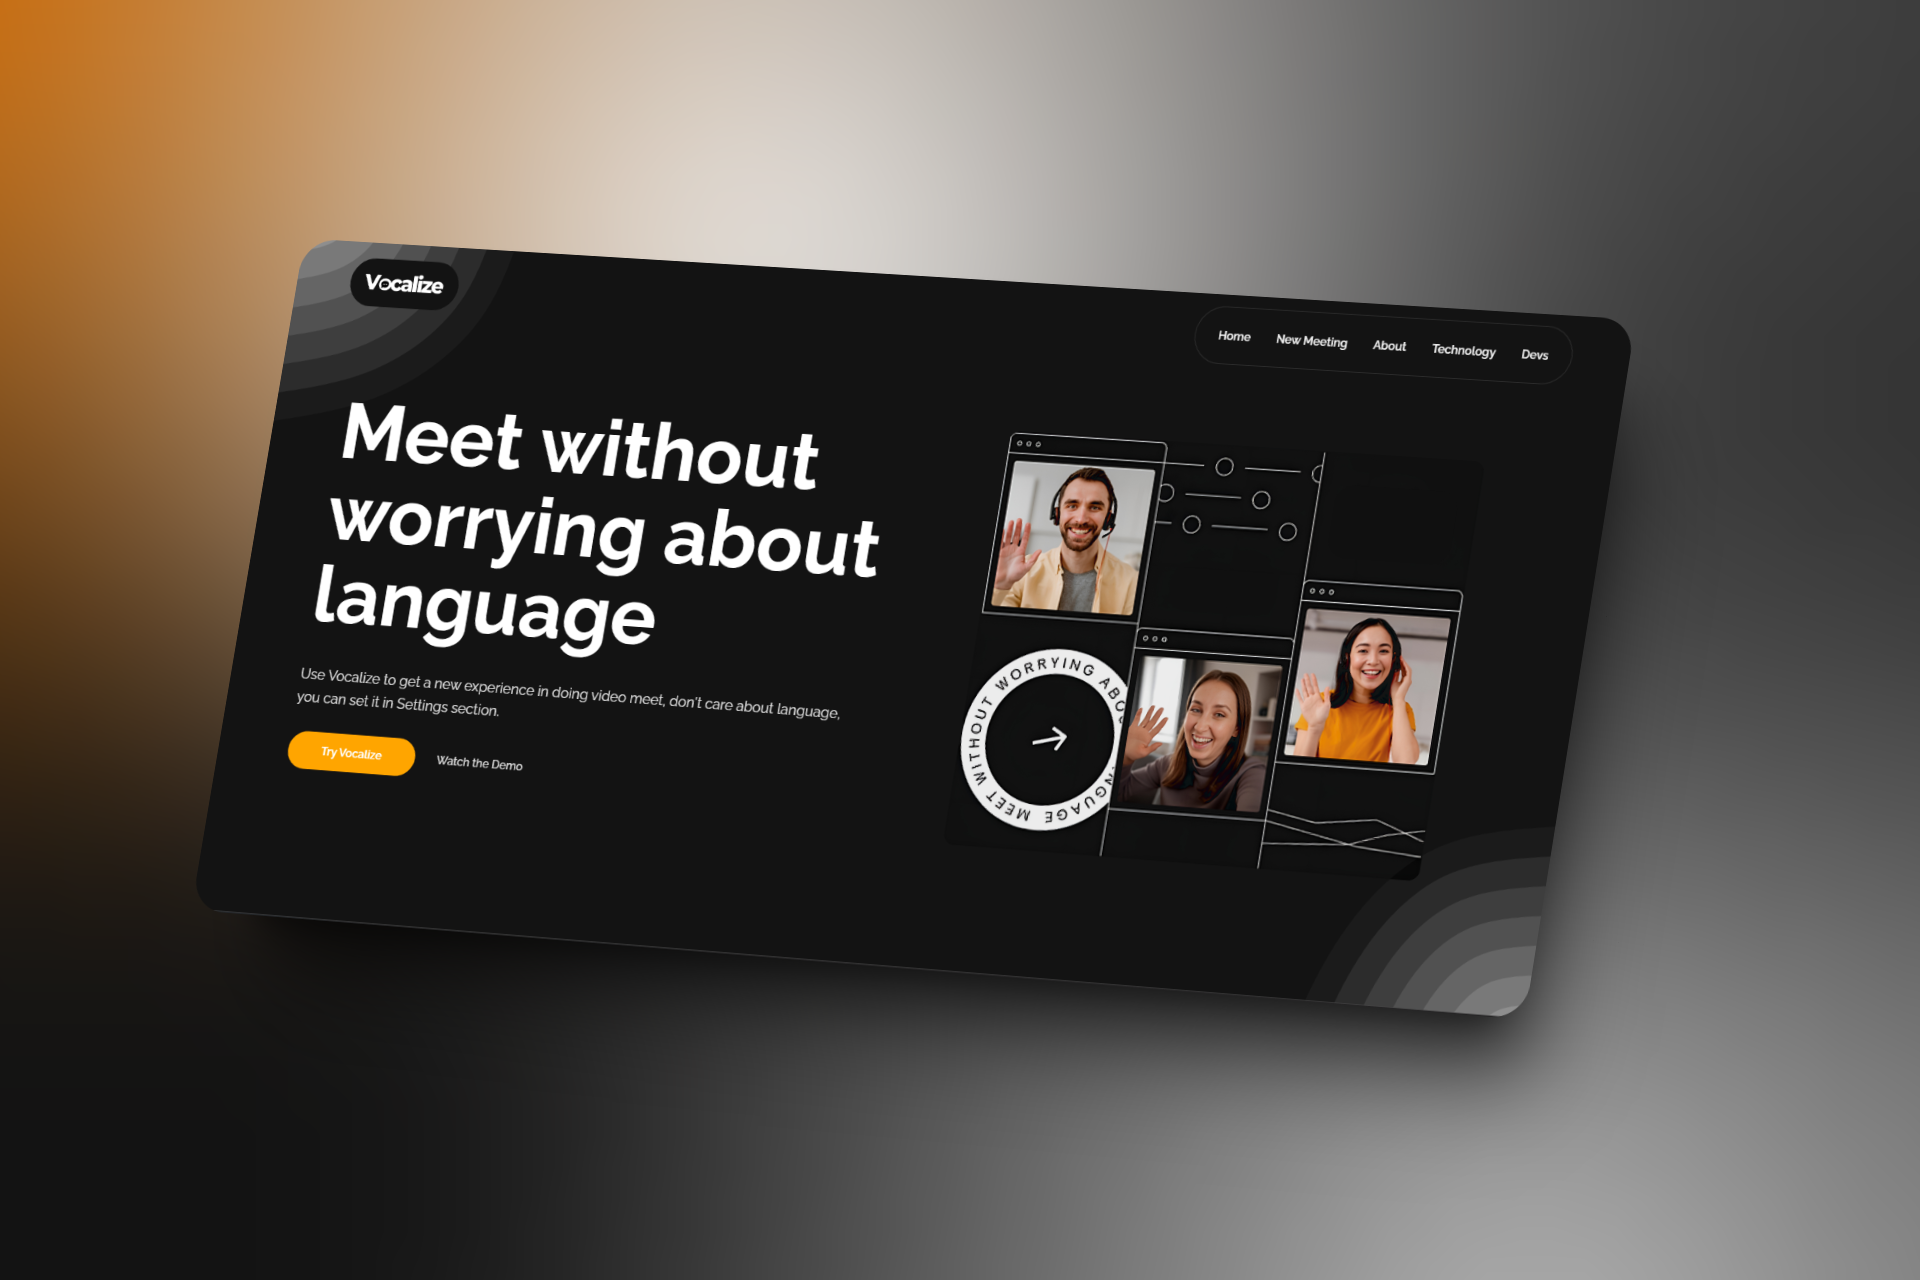 Vocalize
Home New Meeting About Technology Devs
Meet without
worrying about
language
Use Vocalize to get a new experience in doing video meet, don't care about language,
you can set it in Settings section.
Try Vocalize Watch the Demo
MEET WITHOUT WORRYING ABO
NGUAGE